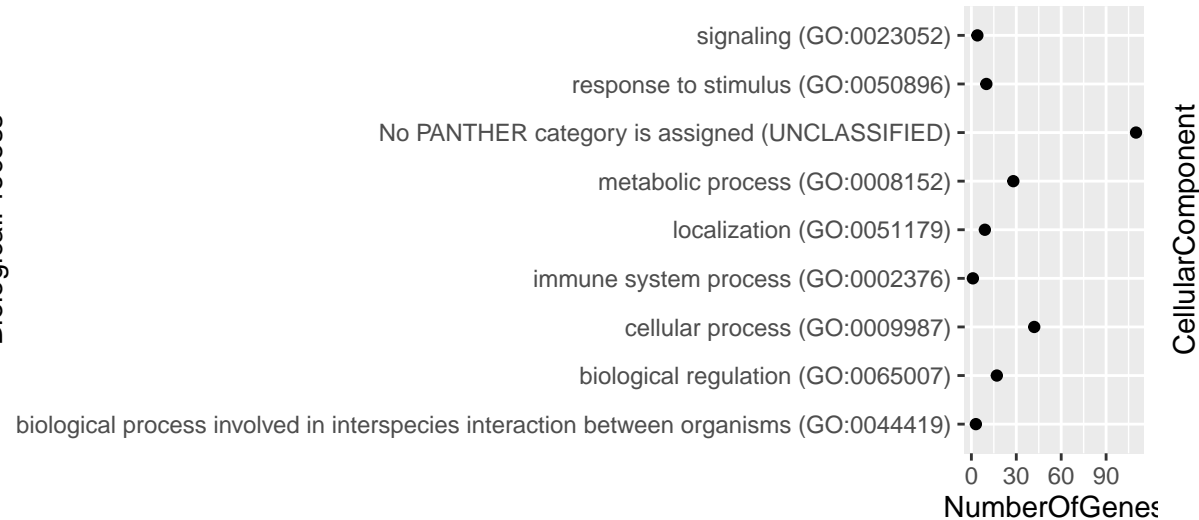 signaling (GO:0023052)
response to stimulus (GO:0050896)
No PANTHER category is assigned (UNCLASSIFIED)
metabolic process (GO:0008152)
localization (GO:0051179)
immune system process (GO:0002376)
cellular process (GO:0009987)
biological regulation (GO:0065007)
biological process involved in interspecies interaction between organisms (GO:0044419)
0 30 60 90
NumberOfGenes
CellularComponent